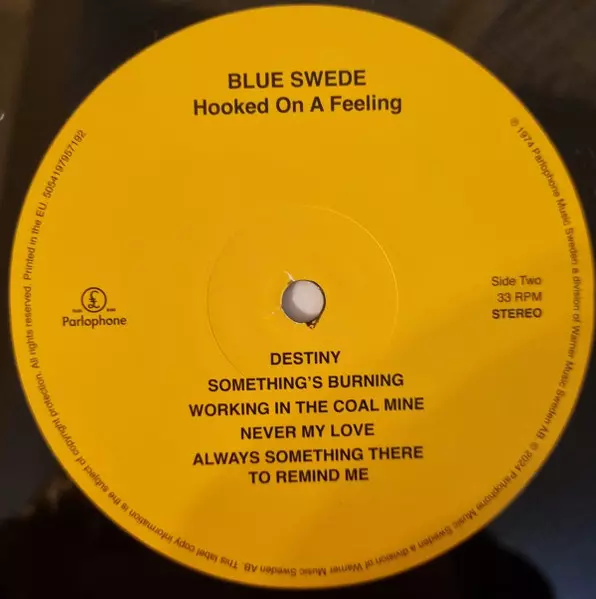 BLUE SWEDE
Hooked On A Feeling
Side Two
33 RPM
STEREO
£
Parlophone
DESTINY
SOMETHING'S BURNING
WORKING IN THE COAL MINE
NEVER MY LOVE
ALWAYS SOMETHING THERE
TO REMIND ME
℗ 1974 Parlophone Music Sweden a division of Warner Music Sweden AB. © 2024 Parlophone Music Sweden a division of Warner Music Sweden AB. This label copy information is the subject of copyright protection. All rights reserved. Printed in the EU. 5054197957192